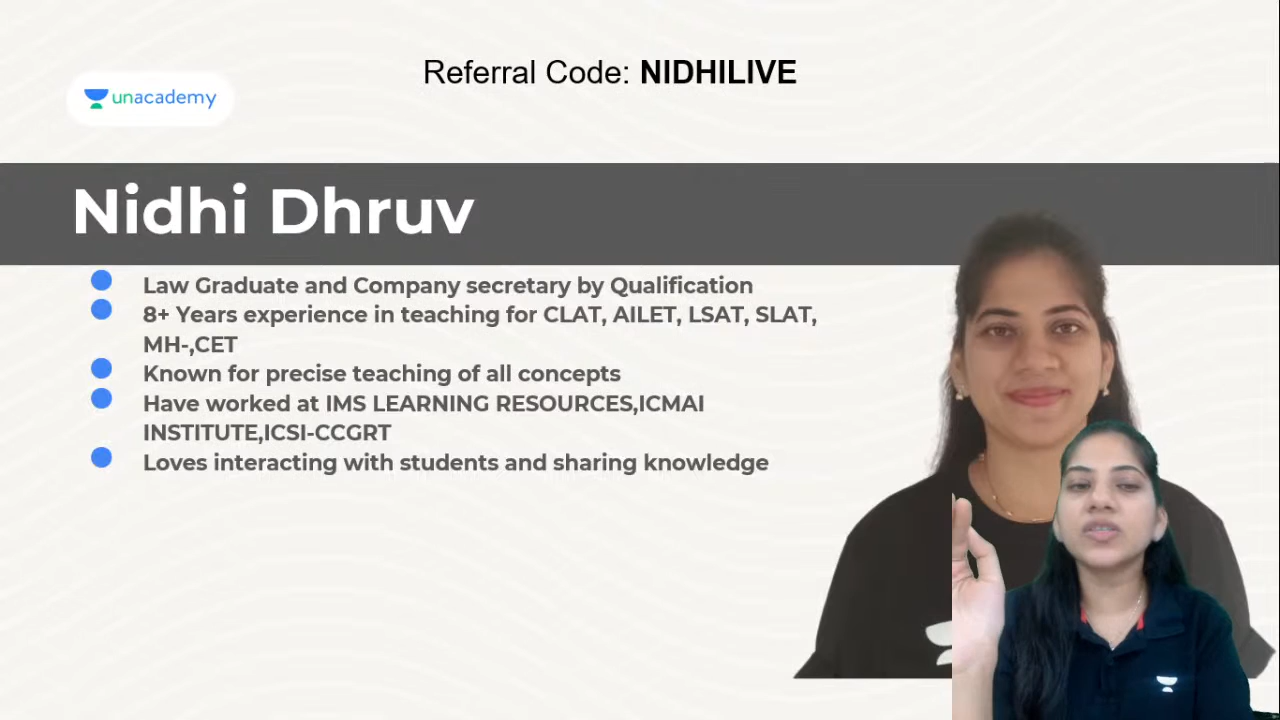 Referral Code: NIDHILIVE
unacademy
Nidhi Dhruv
Law Graduate and Company secretary by Qualification
8+ Years experience in teaching for CLAT, AILET, LSAT, SLAT,
MH-,CET
Known for precise teaching of all concepts
Have worked at IMS LEARNING RESOURCES,ICMAI
INSTITUTE,ICSI-CCGRT
Loves interacting with students and sharing knowledge